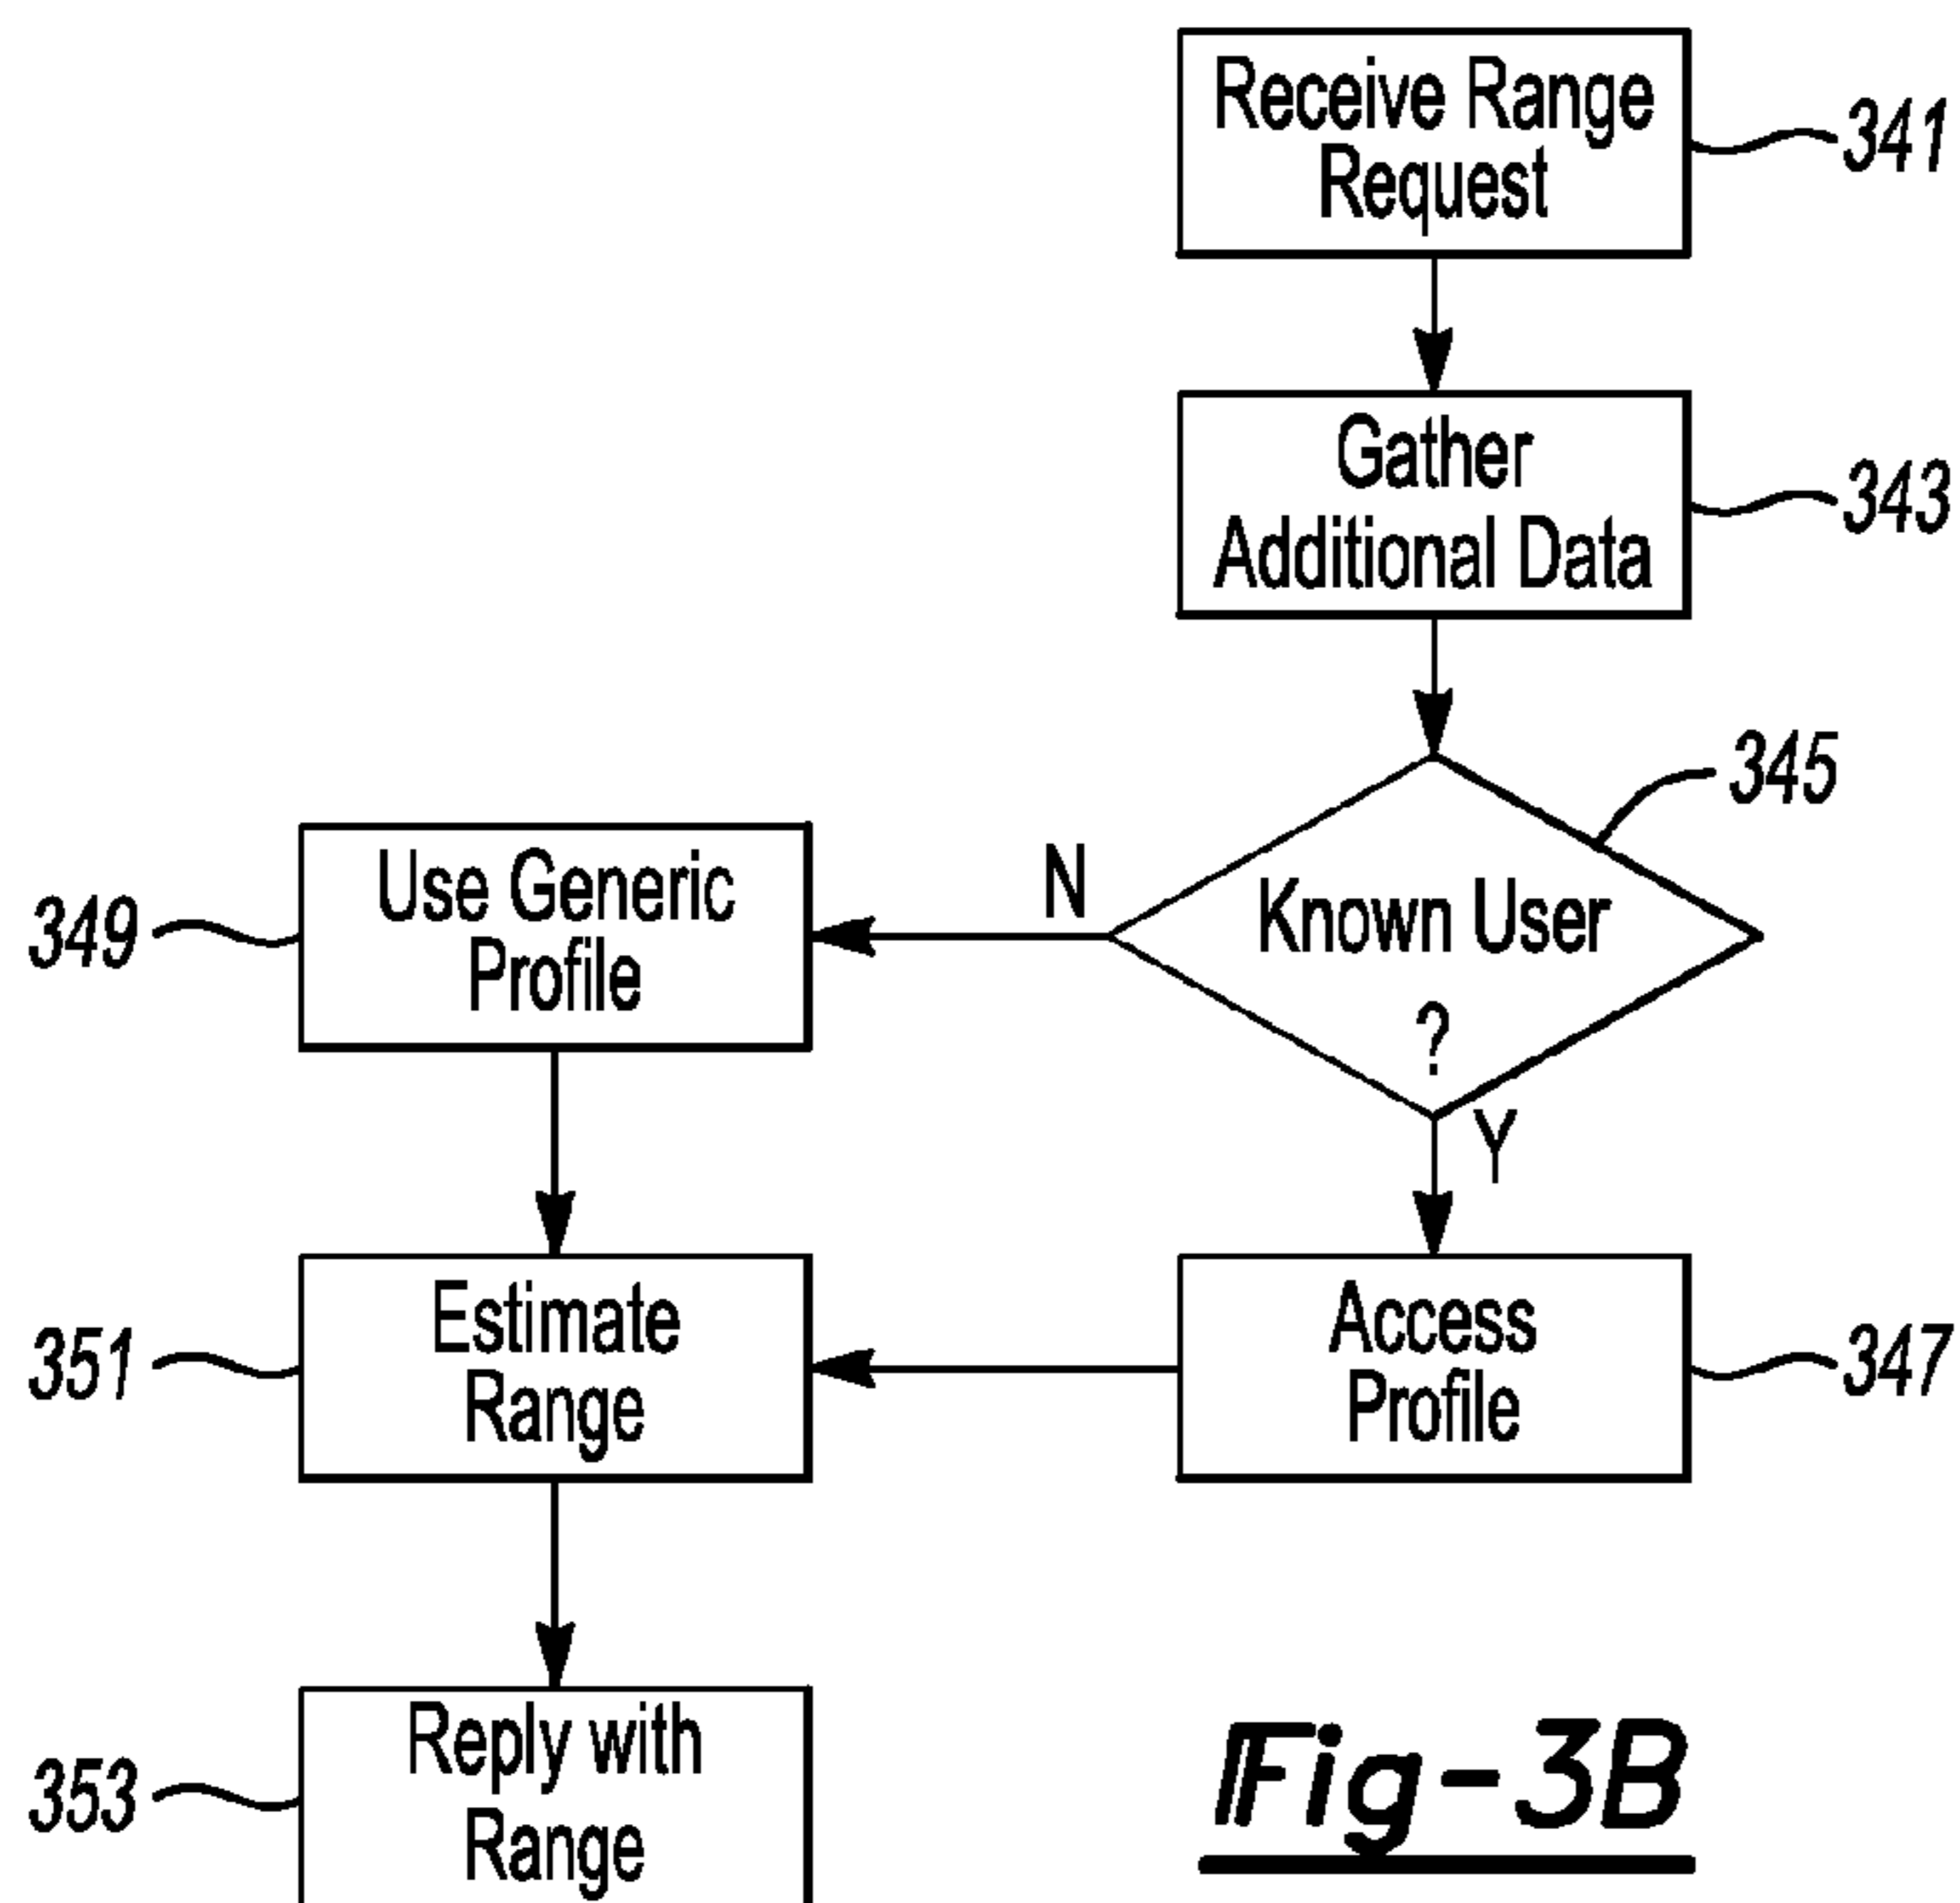 Receive Range
Request
341
Gather
Additional Data
343
345
Known User
?
N
Y
Use Generic
Profile
349
Access
Profile
347
Estimate
Range
351
Reply with
Range
353
Fig-3B